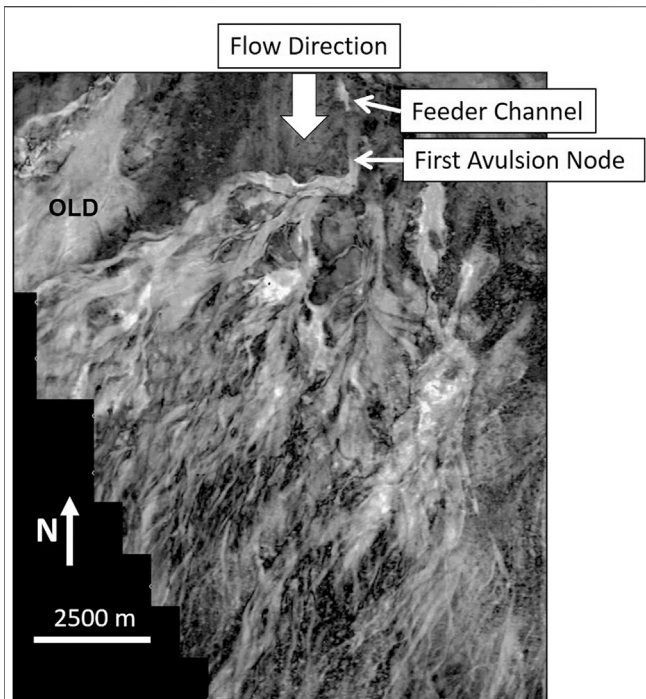 Flow Direction
Feeder Channel
First Avulsion Node
OLD
N
2500 m